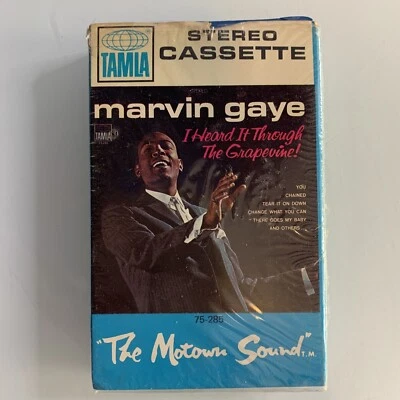 STEREO
CASSETTE
TAMLA
marvin gaye
TAMLA
I Heard It Through
The Grapevine!
YOU
CHAINED
TEAR IT ON DOWN
CHANGE WHAT YOU CAN
THERE GOES MY BABY
AND OTHERS . . .
75-285
"The Motown Sound" T.M.